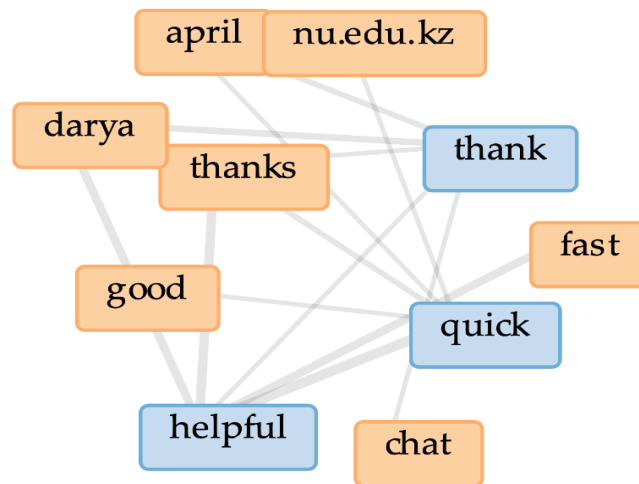 april
nu.edu.kz
darya
thank
thanks
fast
good
quick
helpful
chat